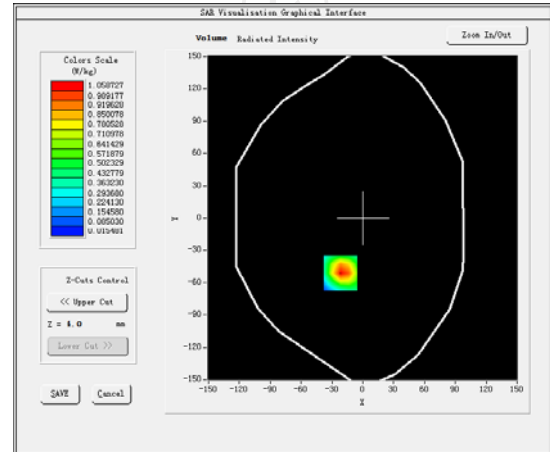 SAR Visualisation Graphical Interface
Volume Radiated Intensity
Zoom In/Out
Colors Scale
(W/kg)
1.058727
0.989177
0.919628
0.850078
0.780528
0.710978
0.641429
0.571879
0.502329
0.432779
0.363230
0.293680
0.224130
0.154580
0.085030
0.015481
Z-Cuts Control
<< Upper Cut
Z = 4.0 mm
Lower Cut >>
SAVE
Cancel
150
120
90
60
30
0
-30
-60
-90
-120
-150
Y
-150 -120 -90 -60 -30 0 30 60 90 120 150
X